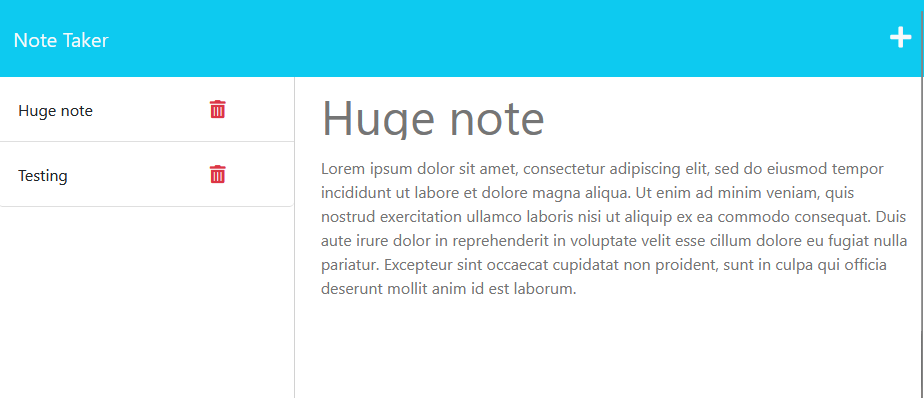 Note Taker
Huge note
Testing
Huge note
Lorem ipsum dolor sit amet, consectetur adipiscing elit, sed do eiusmod tempor
incididunt ut labore et dolore magna aliqua. Ut enim ad minim veniam, quis
nostrud exercitation ullamco laboris nisi ut aliquip ex ea commodo consequat. Duis
aute irure dolor in reprehenderit in voluptate velit esse cillum dolore eu fugiat nulla
pariatur. Excepteur sint occaecat cupidatat non proident, sunt in culpa qui officia
deserunt mollit anim id est laborum.